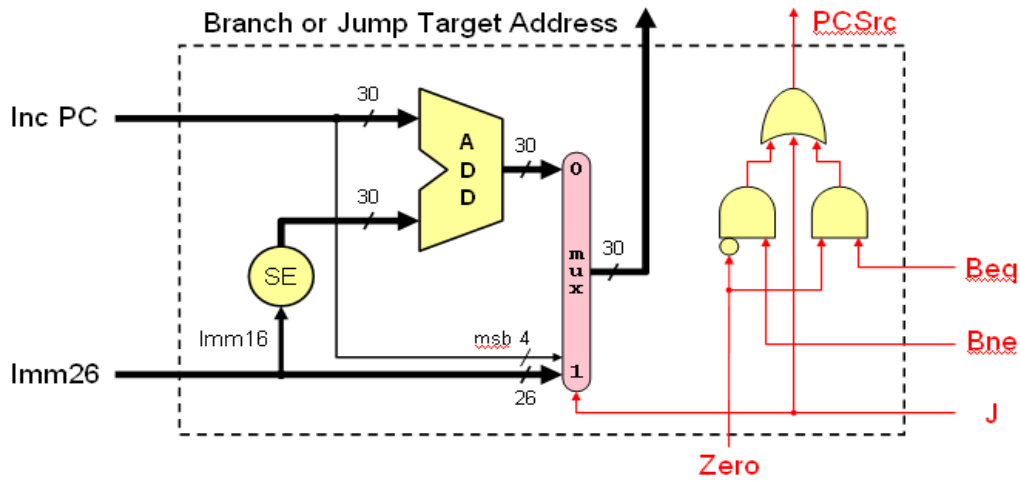 Branch or Jump Target Address
PCSrc
30
Inc PC
A
D
D
30
0
30
m
u
x
30
SE
Beq
Imm16
msb 4
Bne
Imm26
1
26
J
Zero